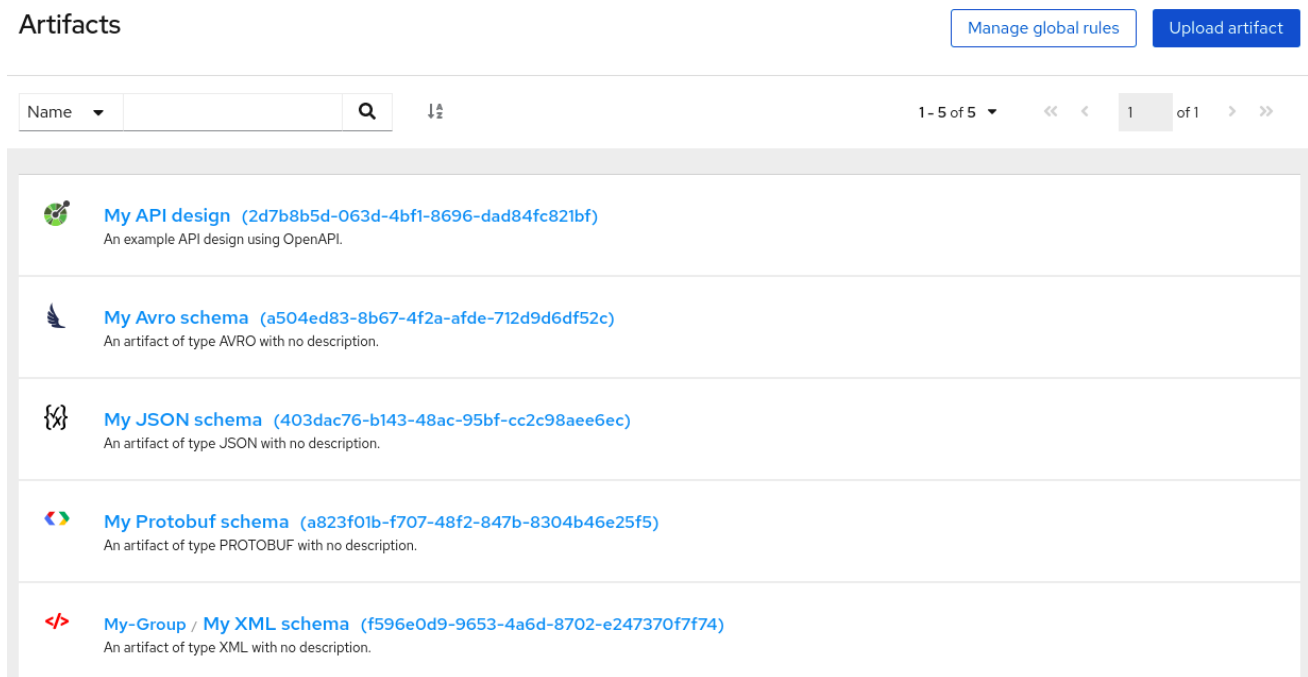 Artifacts
Manage global rules
Upload artifact
Name
1 - 5 of 5
1 of 1
My API design (2d7b8b5d-063d-4bf1-8696-dad84fc821bf)
An example API design using OpenAPI.
My Avro schema (a504ed83-8b67-4f2a-afde-712d9d6df52c)
An artifact of type AVRO with no description.
My JSON schema (403dac76-b143-48ac-95bf-cc2c98aee6ec)
An artifact of type JSON with no description.
My Protobuf schema (a823f01b-f707-48f2-847b-8304b46e25f5)
An artifact of type PROTOBUF with no description.
My-Group / My XML schema (f596e0d9-9653-4a6d-8702-e247370f7f74)
An artifact of type XML with no description.